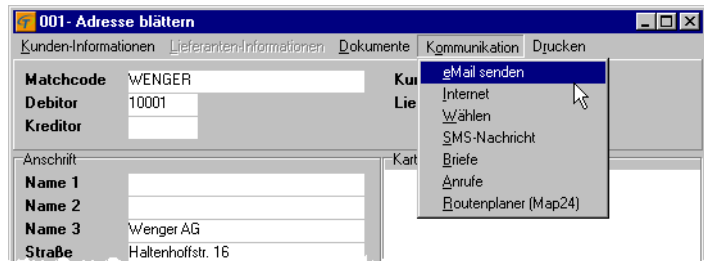 001- Adresse blättern
Kunden-Informationen Lieferanten-Informationen Dokumente Kommunikation Drucken
Matchcode WENGER
Debitor 10001
Kreditor
eMail senden
Internet
Wählen
SMS-Nachricht
Briefe
Anrufe
Routenplaner (Map24)
Anschrift
Name 1
Name 2
Name 3 Wenger AG
Straße Haltenhoffstr. 16